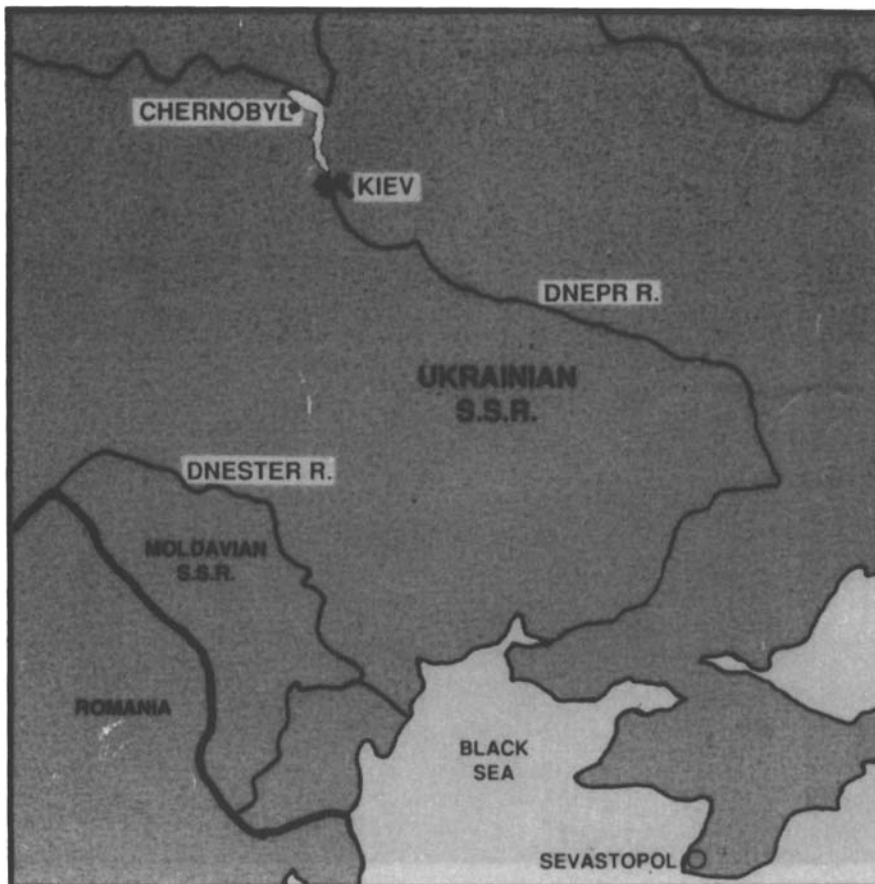 CHERNOBYL
KIEV
DNEPR R.
UKRAINIAN
S.S.R.
DNESTER R.
MOLDAVIAN
S.S.R.
ROMANIA
BLACK
SEA
SEVASTOPOL